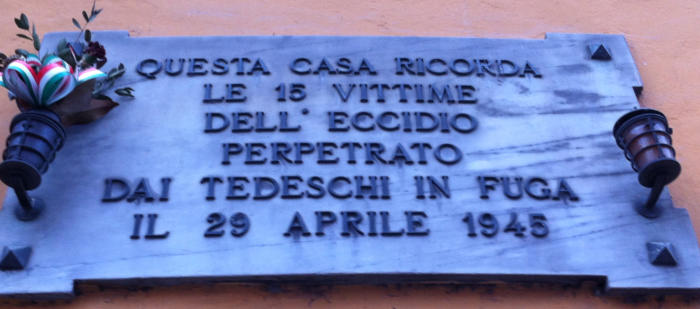 QUESTA CASA RICORDA
LE 15 VITTIME
DELL' ECCIDIO
PERPETRATO
DAI TEDESCHI IN FUGA
IL 29 APRILE 1945